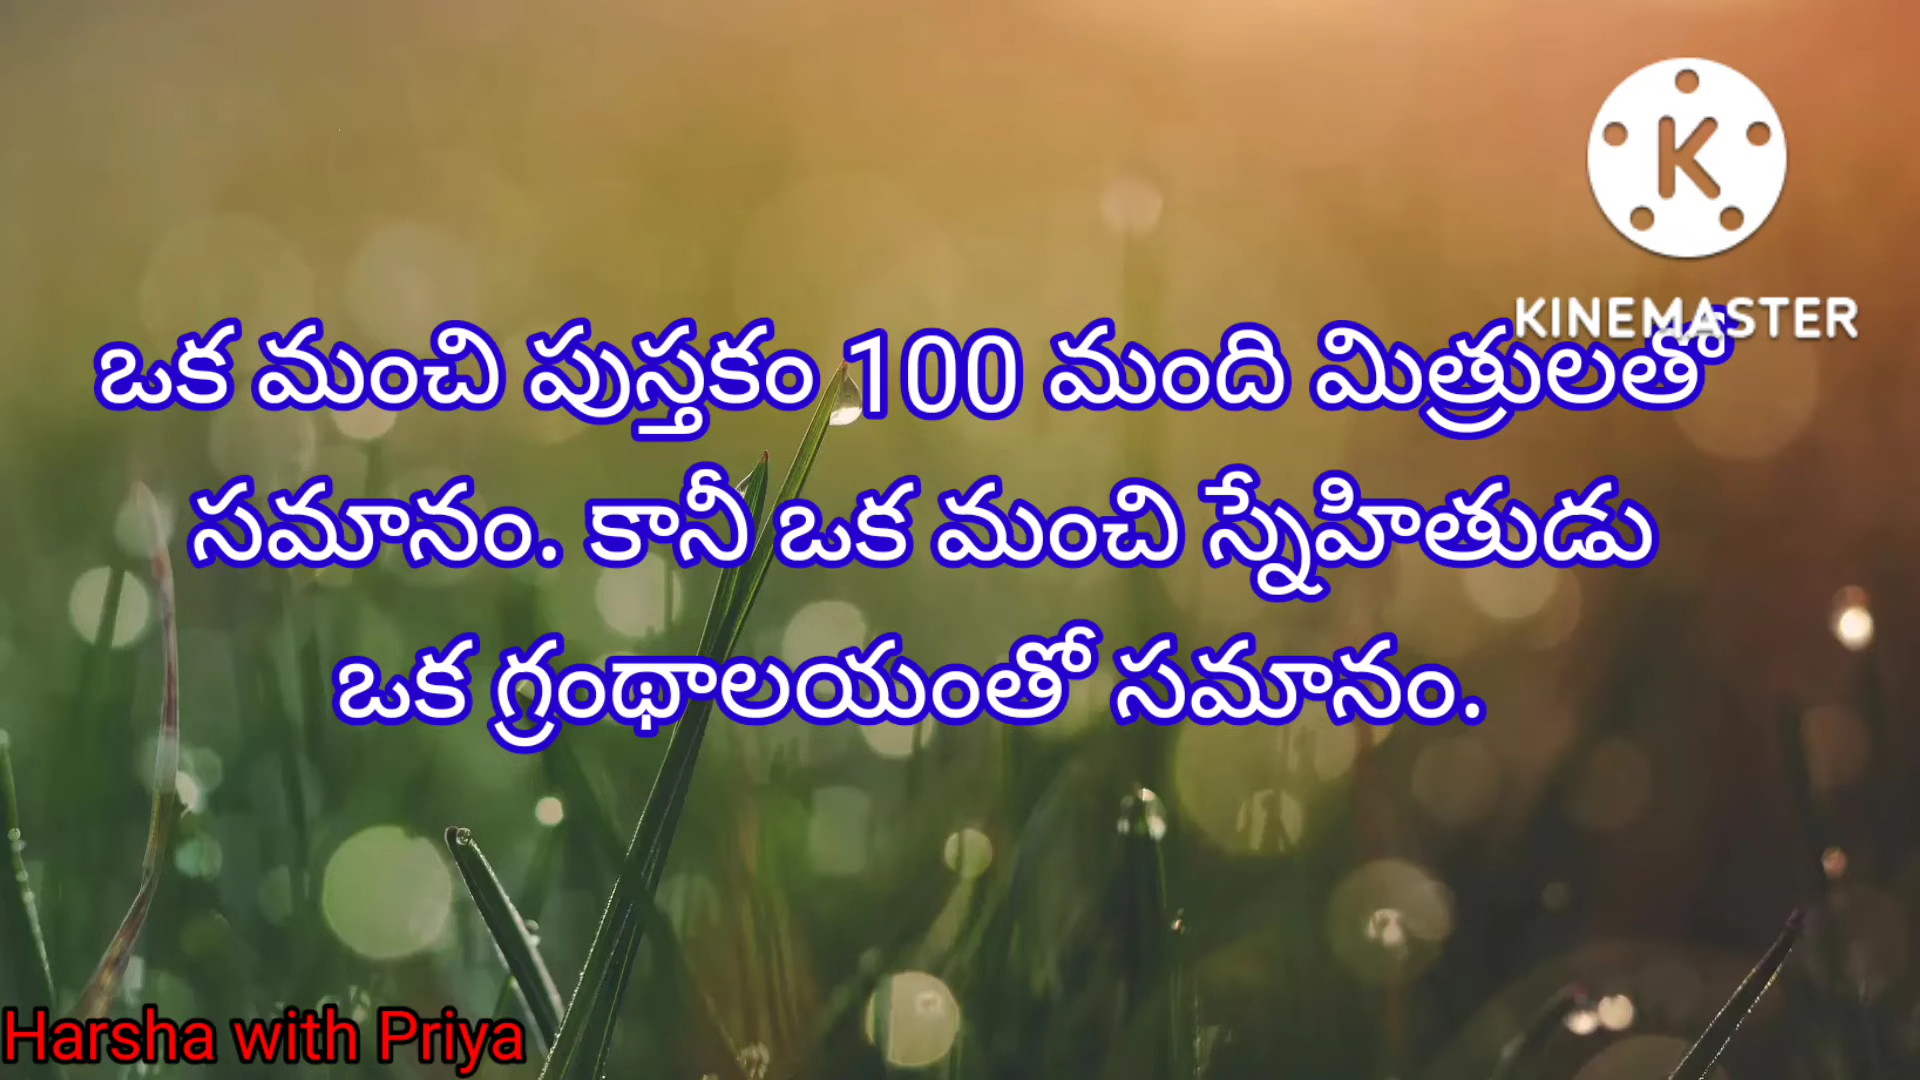 KINEMASTER
ఒక మంచి పుస్తకం 100 మంది మిత్రులతో
సమానం. కానీ ఒక మంచి స్నేహితుడు
ఒక గ్రంథాలయంతో సమానం.
Harsha with Priya